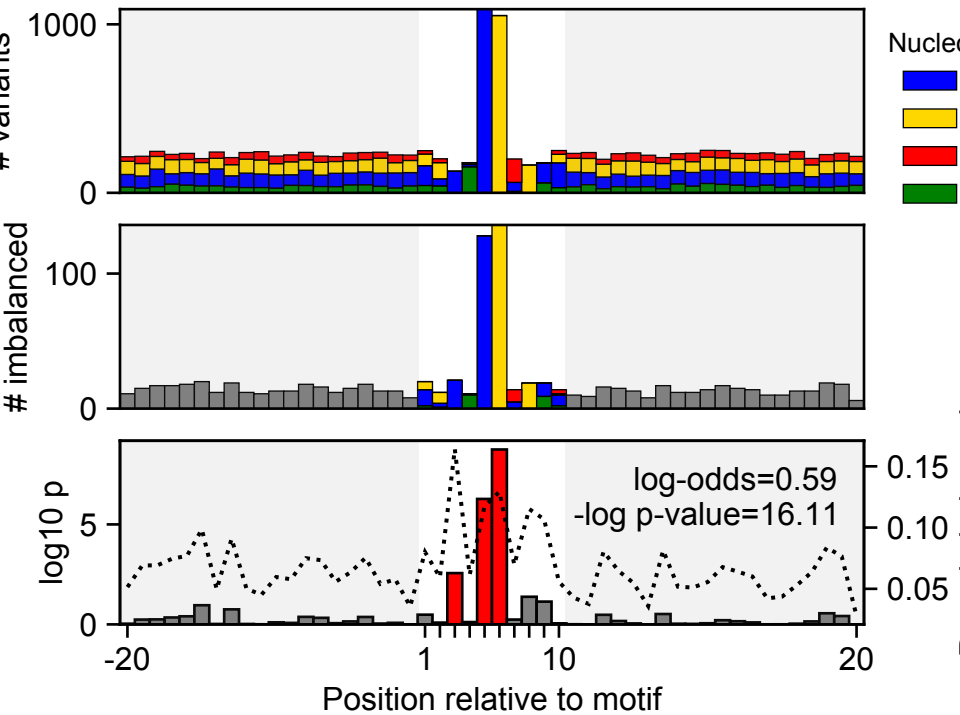 1000
# variants
0
100
# imbalanced
0
log-odds=0.59
-log p-value=16.11
log10 p
5
0
0.15
0.10
0.05
-20
1
10
20
Position relative to motif